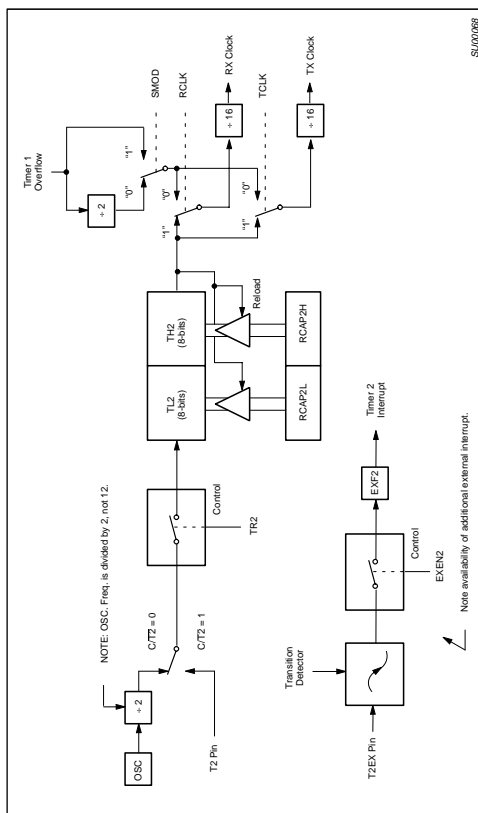 Timer 1
Overflow
÷ 2
"0"
"1"
SMOD
"1"
"0"
RCLK
÷ 16
RX Clock
"1"
"0"
TCLK
÷ 16
TX Clock
NOTE: OSC. Freq. is divided by 2, not 12.
OSC
÷ 2
C/T2 = 0
C/T2 = 1
T2 Pin
Control
TR2
TL2
(8-bits)
TH2
(8-bits)
Reload
RCAP2L
RCAP2H
Transition
Detector
T2EX Pin
Control
EXEN2
EXF2
Timer 2
Interrupt
Note availability of additional external interrupt.
SU00068